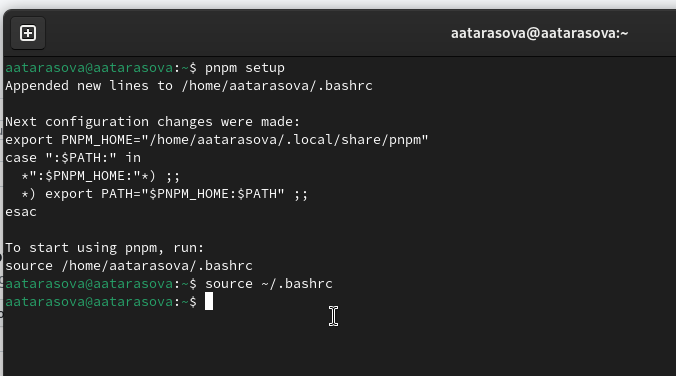 aatarasova@aatarasova:~
aatarasova@aatarasova:~$ pnpm setup
Appended new lines to /home/aatarasova/.bashrc

Next configuration changes were made:
export PNPM_HOME="/home/aatarasova/.local/share/pnpm"
case ":$PATH:" in
  *":$PNPM_HOME:"*) ;;
  *) export PATH="$PNPM_HOME:$PATH" ;;
esac

To start using pnpm, run:
source /home/aatarasova/.bashrc
aatarasova@aatarasova:~$ source ~/.bashrc
aatarasova@aatarasova:~$